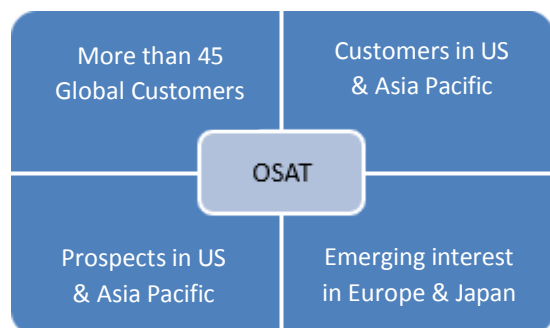 More than 45
Global Customers
Customers in US
& Asia Pacific
OSAT
Prospects in US
& Asia Pacific
Emerging interest
in Europe & Japan